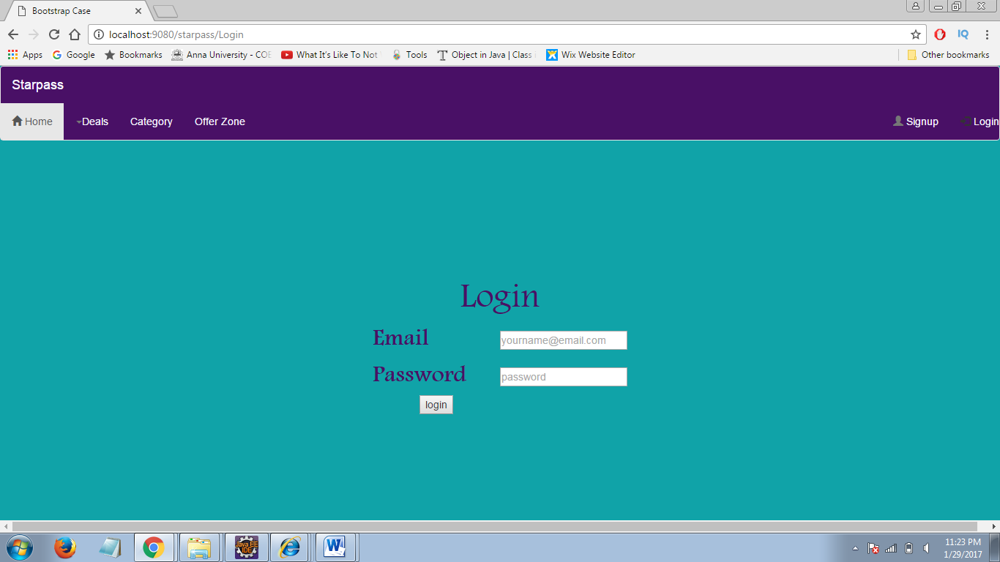 Bootstrap Case
localhost:9080/starpass/Login
Apps Google Bookmarks Anna University - COE What It's Like To Not Tools Object in Java | Class Wix Website Editor Other bookmarks
Starpass
Home Deals Category Offer Zone Signup Login
Login
Email yourname@email.com
Password password
login
11:23 PM
1/29/2017
Java EE
IDE